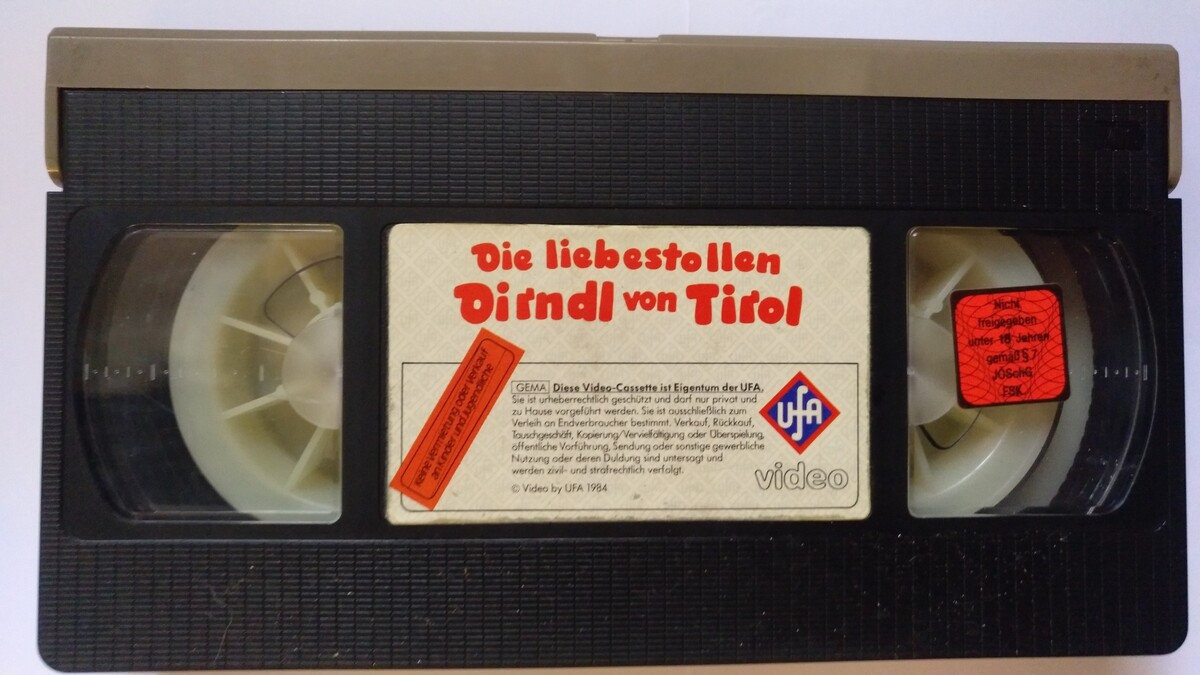 Die liebestollen
Dirndl von Tirol
Keine Vermietung oder Verkauf
an Kinder und Jugendliche
GEMA Diese Video-Cassette ist Eigentum der UFA.
Sie ist urheberrechtlich geschützt und darf nur privat und
zu Hause vorgeführt werden. Sie ist ausschließlich zum
Verleih an Endverbraucher bestimmt. Verkauf, Rückkauf,
Tauschgeschäft, Kopierung/Vervielfältigung oder Überspielung,
öffentliche Vorführung, Sendung oder sonstige gewerbliche
Nutzung oder deren Duldung sind untersagt und
werden zivil- und strafrechtlich verfolgt.
© Video by UFA 1984
UfA
video
Nicht
freigegeben
unter 18 Jahren
gemäß § 7
JÖSchG
FSK